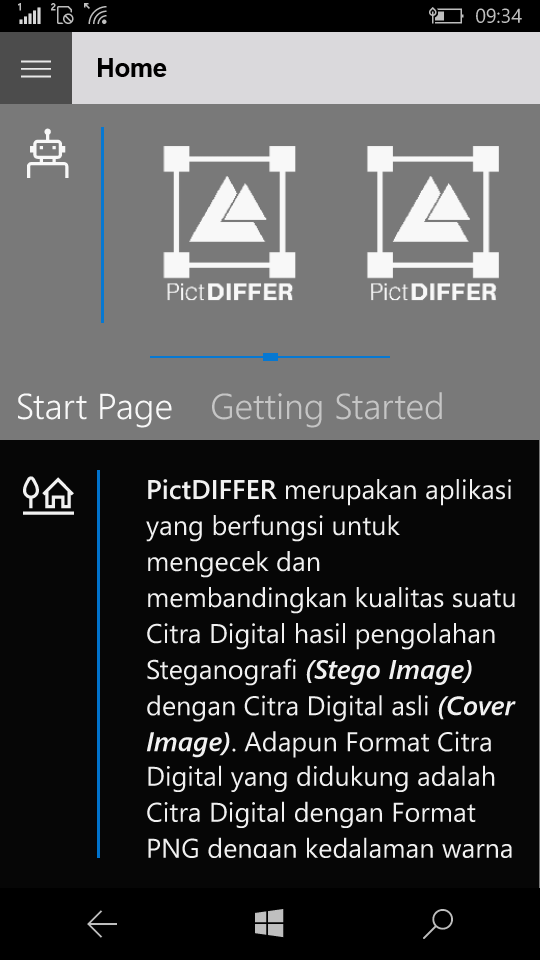 1 2 09:34
Home
PictDIFFER PictDIFFER
Start Page Getting Started
PictDIFFER merupakan aplikasi
yang berfungsi untuk
mengecek dan
membandingkan kualitas suatu
Citra Digital hasil pengolahan
Steganografi (Stego Image)
dengan Citra Digital asli (Cover
Image). Adapun Format Citra
Digital yang didukung adalah
Citra Digital dengan Format
PNG dengan kedalaman warna